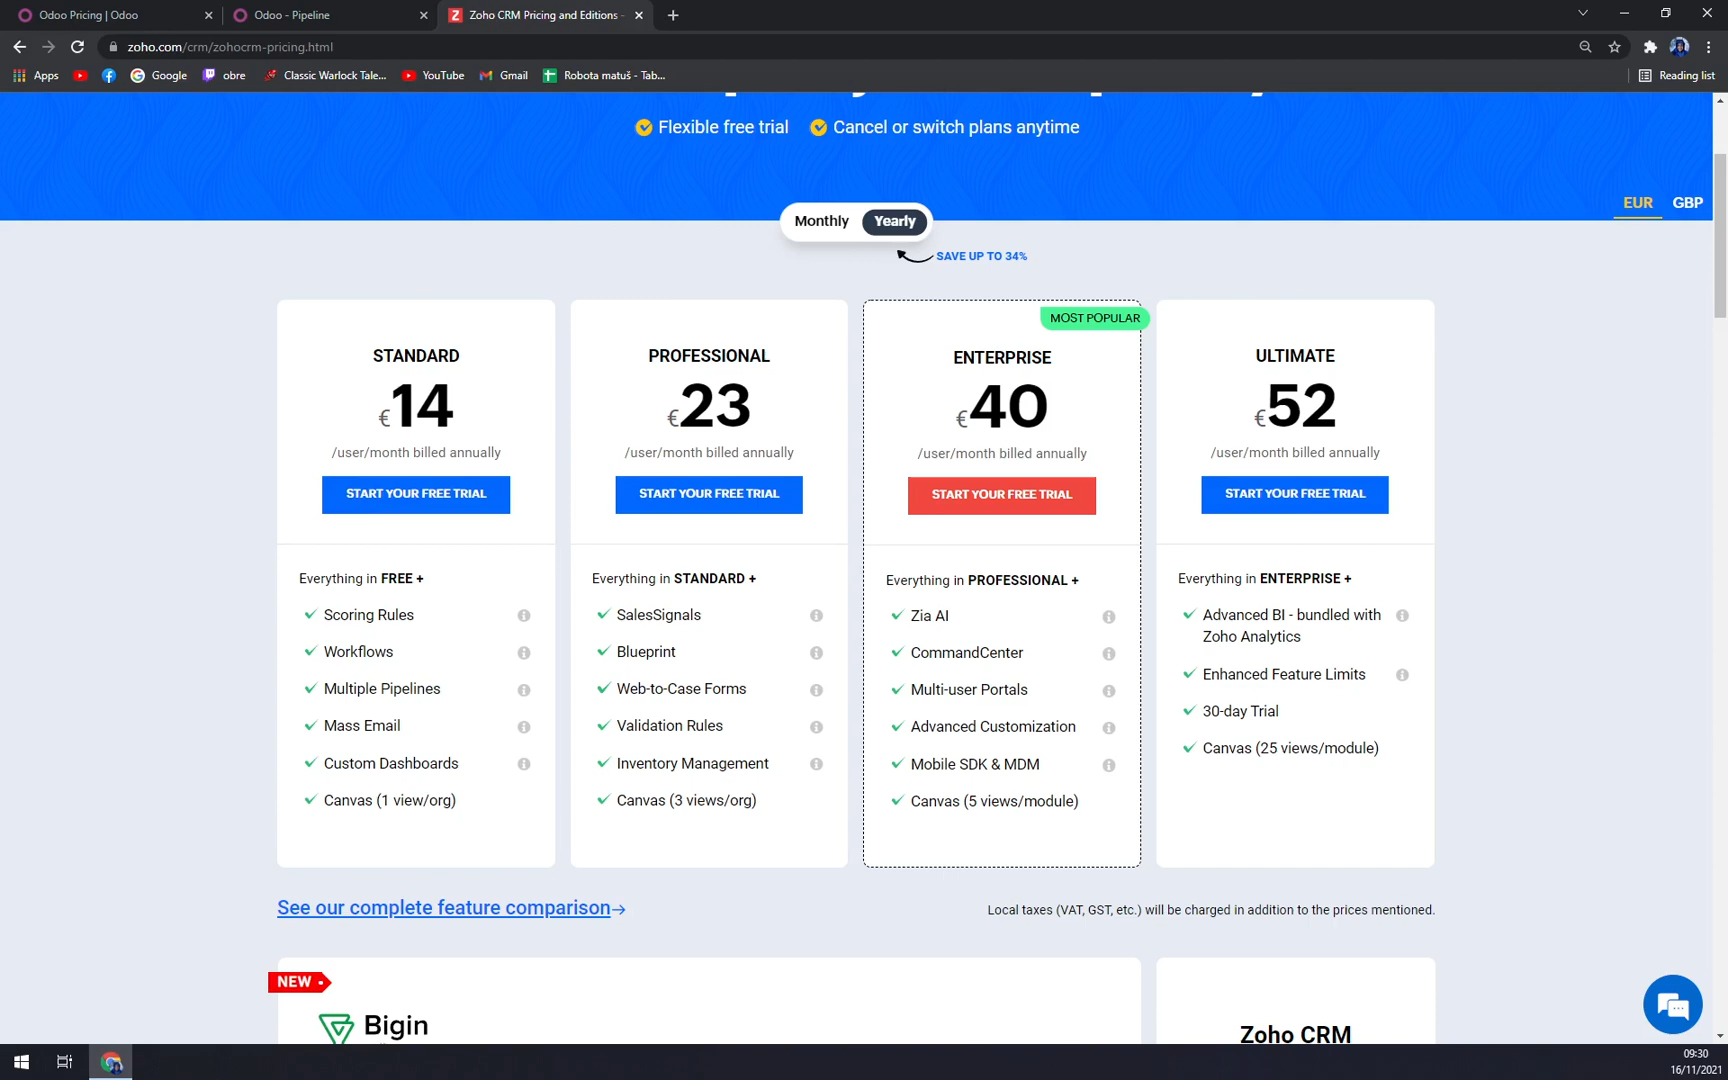 Odoo Pricing | Odoo
Odoo - Pipeline
Zoho CRM Pricing and Editions -
zoho.com/crm/zohocrm-pricing.html
Apps
Google
obre
Classic Warlock Tale...
YouTube
Gmail
Robota matuš - Tab...
Reading list
Flexible free trial
Cancel or switch plans anytime
EUR
GBP
Monthly
Yearly
SAVE UP TO 34%
STANDARD
€14
/user/month billed annually
START YOUR FREE TRIAL
Everything in FREE +
Scoring Rules
Workflows
Multiple Pipelines
Mass Email
Custom Dashboards
Canvas (1 view/org)
PROFESSIONAL
€23
/user/month billed annually
START YOUR FREE TRIAL
Everything in STANDARD +
SalesSignals
Blueprint
Web-to-Case Forms
Validation Rules
Inventory Management
Canvas (3 views/org)
MOST POPULAR
ENTERPRISE
€40
/user/month billed annually
START YOUR FREE TRIAL
Everything in PROFESSIONAL +
Zia AI
CommandCenter
Multi-user Portals
Advanced Customization
Mobile SDK & MDM
Canvas (5 views/module)
ULTIMATE
€52
/user/month billed annually
START YOUR FREE TRIAL
Everything in ENTERPRISE +
Advanced BI - bundled with
Zoho Analytics
Enhanced Feature Limits
30-day Trial
Canvas (25 views/module)
See our complete feature comparison→
Local taxes (VAT, GST, etc.) will be charged in addition to the prices mentioned.
NEW
Bigin
Zoho CRM
09:30
16/11/2021